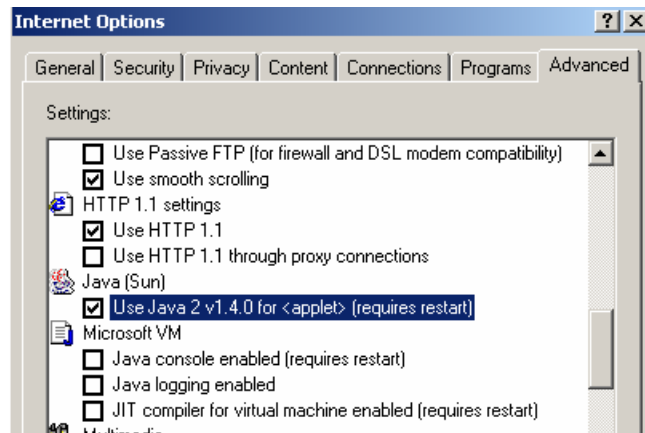 Internet Options
General Security Privacy Content Connections Programs Advanced
Settings:
Use Passive FTP (for firewall and DSL modem compatibility)
Use smooth scrolling
HTTP 1.1 settings
Use HTTP 1.1
Use HTTP 1.1 through proxy connections
Java (Sun)
Use Java 2 v1.4.0 for <applet> (requires restart)
Microsoft VM
Java console enabled (requires restart)
Java logging enabled
JIT compiler for virtual machine enabled (requires restart)
Multimedia